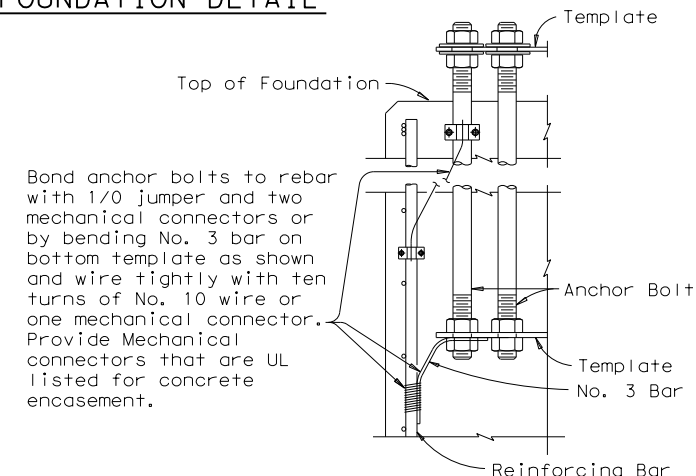 FOUNDATION DETAIL
Template
Top of Foundation
Bond anchor bolts to rebar
with 1/0 jumper and two
mechanical connectors or
by bending No. 3 bar on
bottom template as shown
and wire tightly with ten
turns of No. 10 wire or
one mechanical connector.
Provide Mechanical
connectors that are UL
listed for concrete
encasement.
Anchor Bolt
Template
No. 3 Bar
Reinforcing Bar